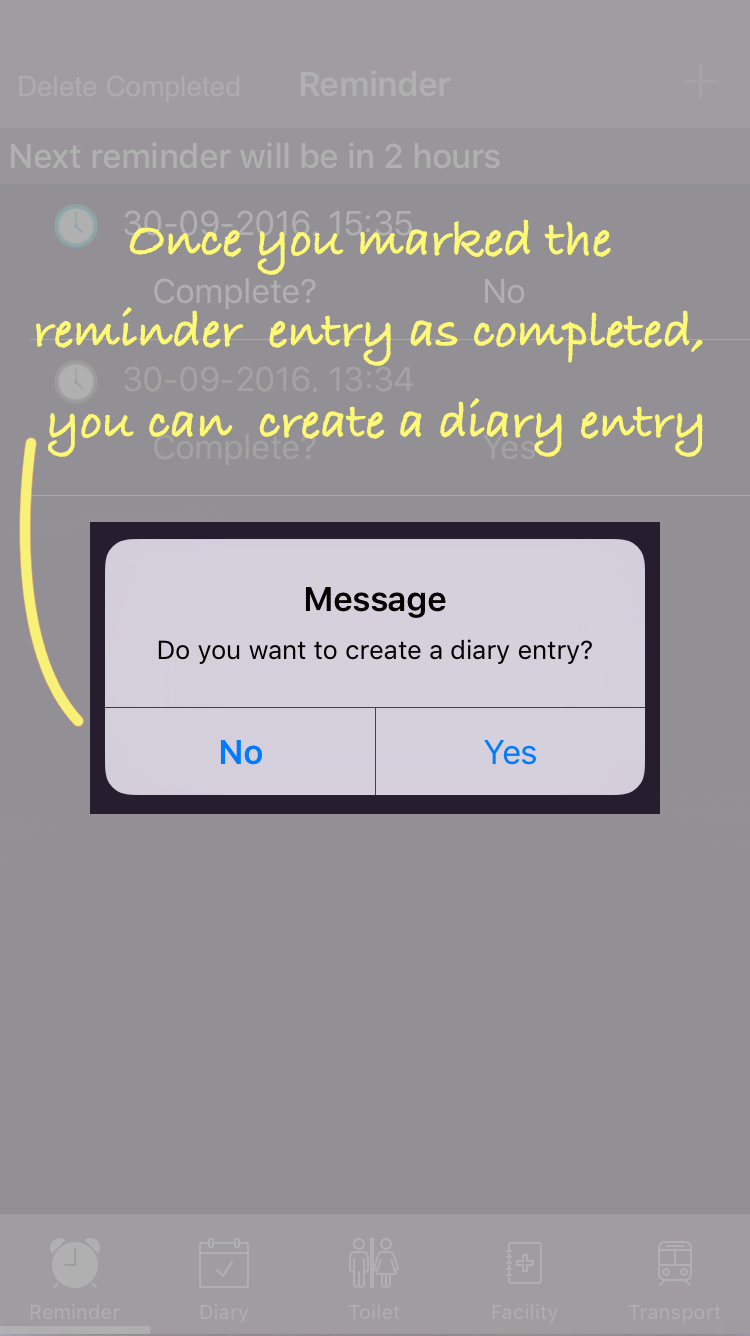 Delete Completed Reminder
Next reminder will be in 2 hours
30-09-2016, 15:35
Once you marked the
Complete? No
reminder entry as completed,
30-09-2016, 13:34
you can create a diary entry
Complete? Yes
Message
Do you want to create a diary entry?
No Yes
Reminder Diary Toilet Facility Transport